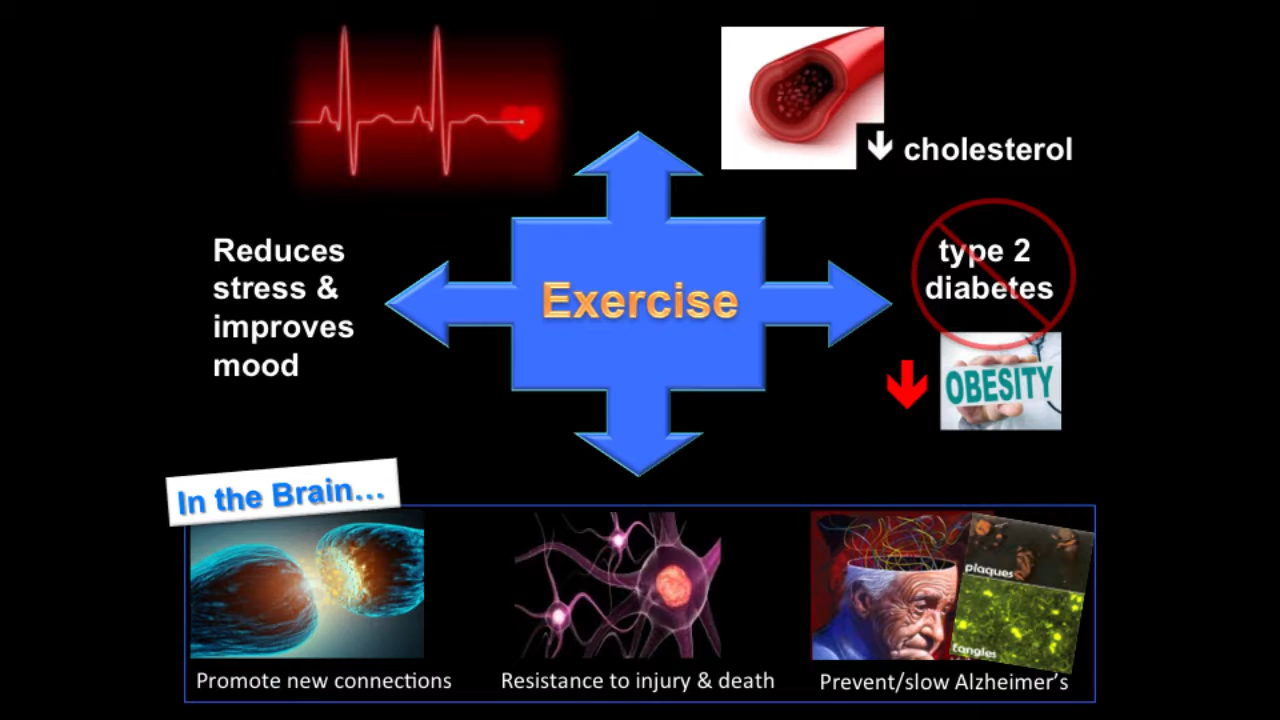 cholesterol
Reduces
stress &
improves
mood
Exercise
type 2
diabetes
OBESITY
In the Brain…
plaques
tangles
Promote new connections
Resistance to injury & death
Prevent/slow Alzheimer's